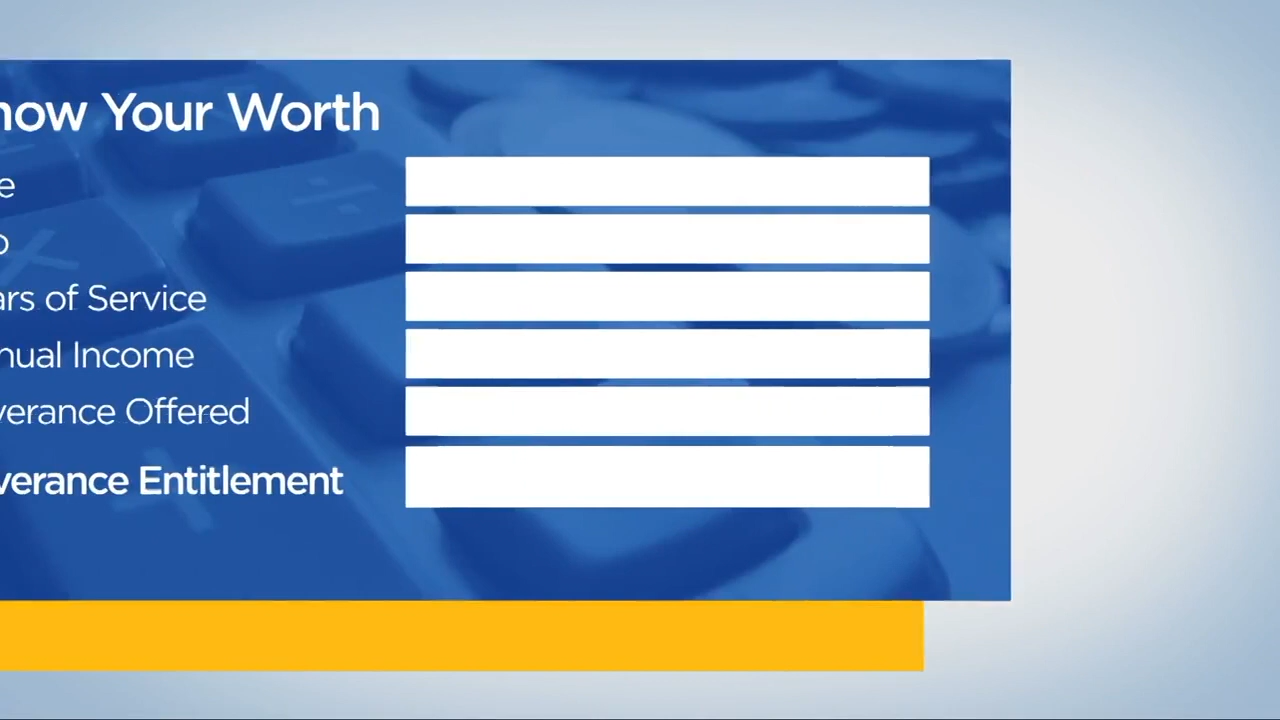 now Your Worth
e
ars of Service
nual Income
verance Offered
verance Entitlement